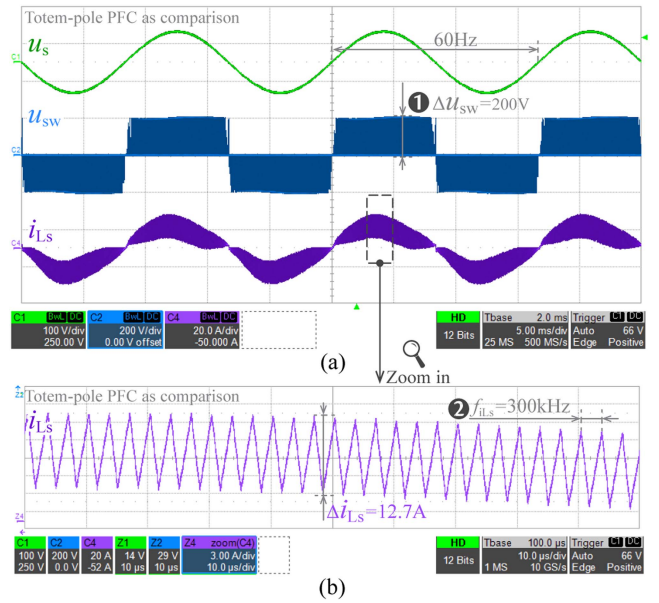 Totem-pole PFC as comparison
us
60Hz
C1
❶ Δusw=200V
usw
C2
iLs
C4
C1 BwL DC
100 V/div
250.00 V
C2 BwL DC
200 V/div
0.00 V offset
C4 BwL DC
20.0 A/div
-50.000 A
HD
12 Bits
Tbase 2.0 ms
5.00 ms/div
25 MS 500 MS/s
Trigger C1 DC
Auto 66 V
Edge Positive
(a)
Zoom in
Totem-pole PFC as comparison
Z2
iLs
❷ fiLs=300kHz
ΔiLs=12.7A
Z4
C1
100 V
250 V
C2
200 V
0.0 V
C4
20 A
-52 A
Z1
14 V
10 µs
Z2
29 V
10 µs
Z4 zoom(C4)
3.00 A/div
10.0 µs/div
HD
12 Bits
Tbase 100.0 µs
10.0 µs/div
1 MS 10 GS/s
Trigger C1 DC
Auto 66 V
Edge Positive
(b)